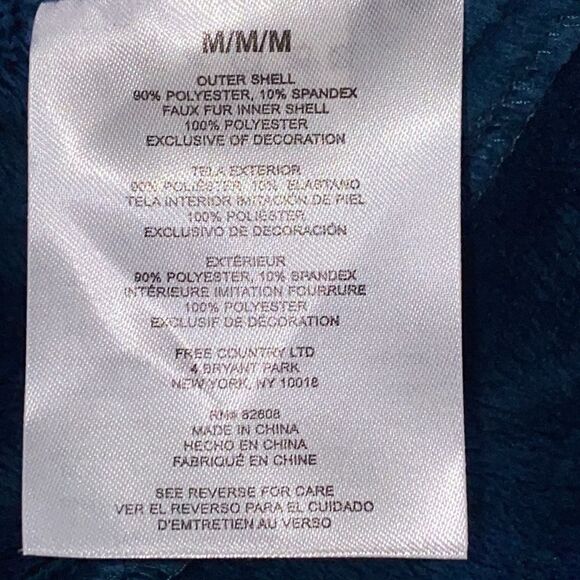 M/M/M
OUTER SHELL
90% POLYESTER, 10% SPANDEX
FAUX FUR INNER SHELL
100% POLYESTER
EXCLUSIVE OF DECORATION
TELA EXTERIOR
90% POLIÉSTER, 10% ELASTANO
TELA INTERIOR IMITACIÓN DE PIEL
100% POLIÉSTER
EXCLUSIVO DE DECORACIÓN
EXTÉRIEUR
90% POLYESTER, 10% SPANDEX
INTÉRIEURE IMITATION FOURRURE
100% POLYESTER
EXCLUSIF DE DÉCORATION
FREE COUNTRY LTD
4 BRYANT PARK
NEW YORK, NY 10018
RN# 82608
MADE IN CHINA
HECHO EN CHINA
FABRIQUÉ EN CHINE
SEE REVERSE FOR CARE
VER EL REVERSO PARA EL CUIDADO
D'EMTRETIEN AU VERSO